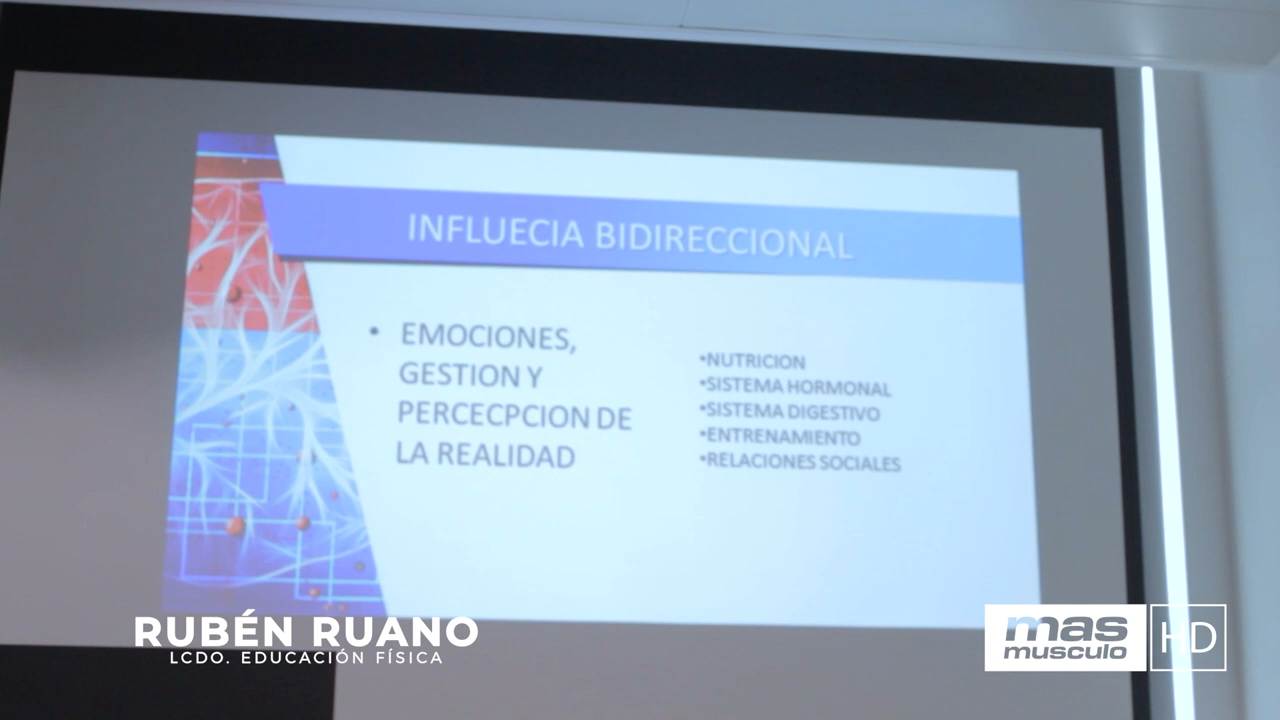 INFLUECIA BIDIRECCIONAL
• EMOCIONES,
GESTION Y
PERCECPCION DE
LA REALIDAD
•NUTRICION
•SISTEMA HORMONAL
•SISTEMA DIGESTIVO
•ENTRENAMIENTO
•RELACIONES SOCIALES
RUBÉN RUANO
LCDO. EDUCACIÓN FÍSICA
mas
musculo
HD